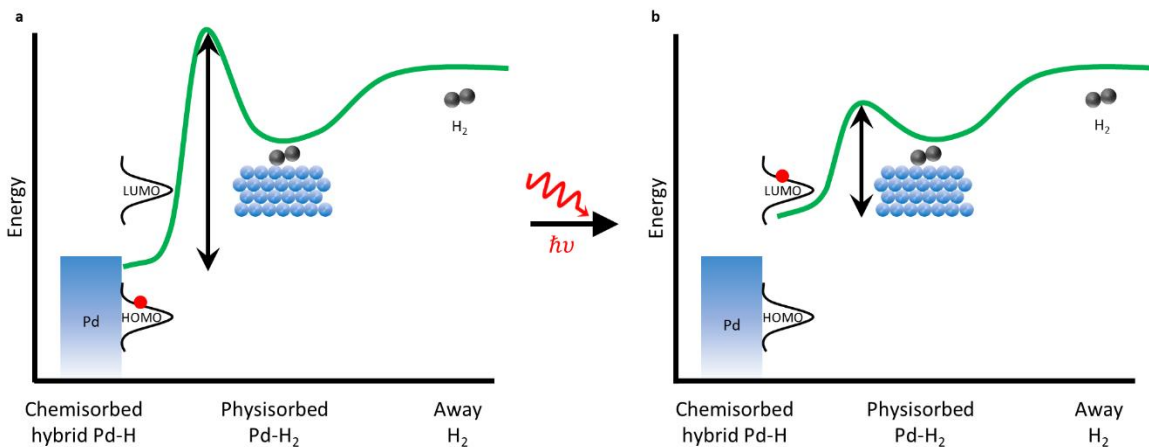 a
Energy
LUMO
HOMO
Pd
H₂
Chemisorbed
hybrid Pd-H
Physisorbed
Pd-H₂
Away
H₂
ℏυ
b
Energy
LUMO
HOMO
Pd
H₂
Chemisorbed
hybrid Pd-H
Physisorbed
Pd-H₂
Away
H₂